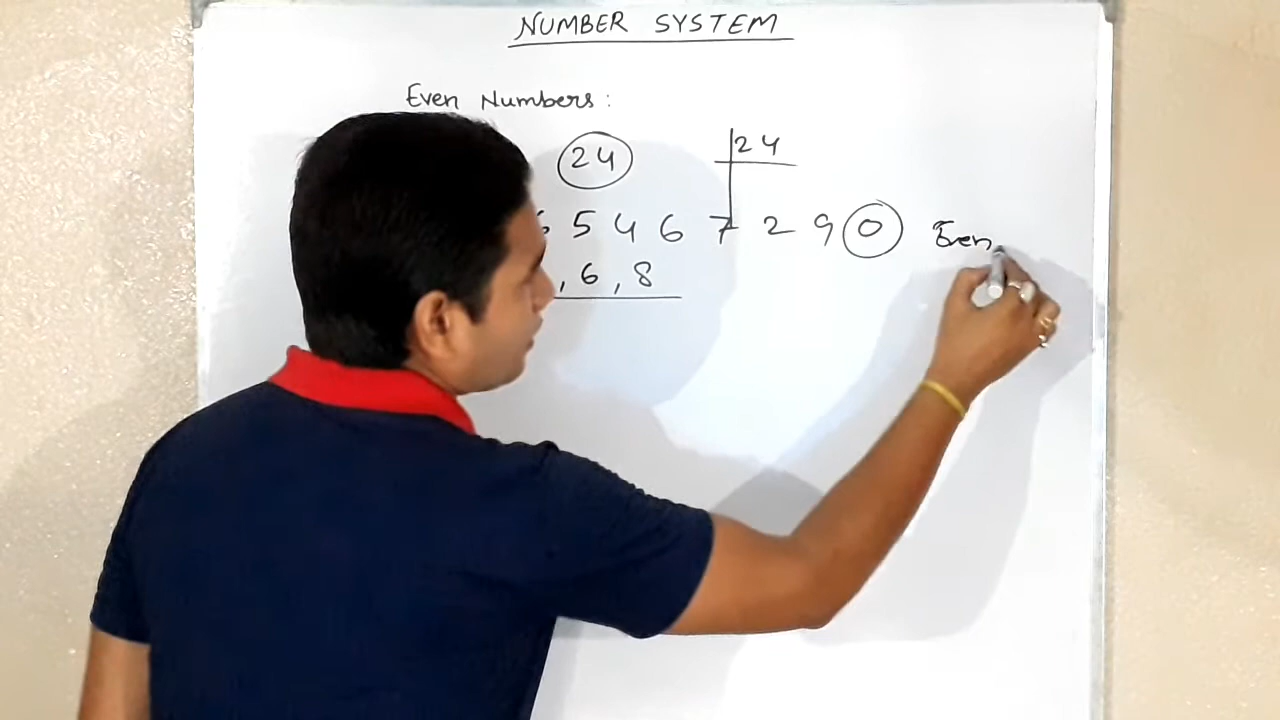 NUMBER SYSTEM
Even Numbers:
24 24
5 4 6 7 2 9 0 Even
, 6, 8